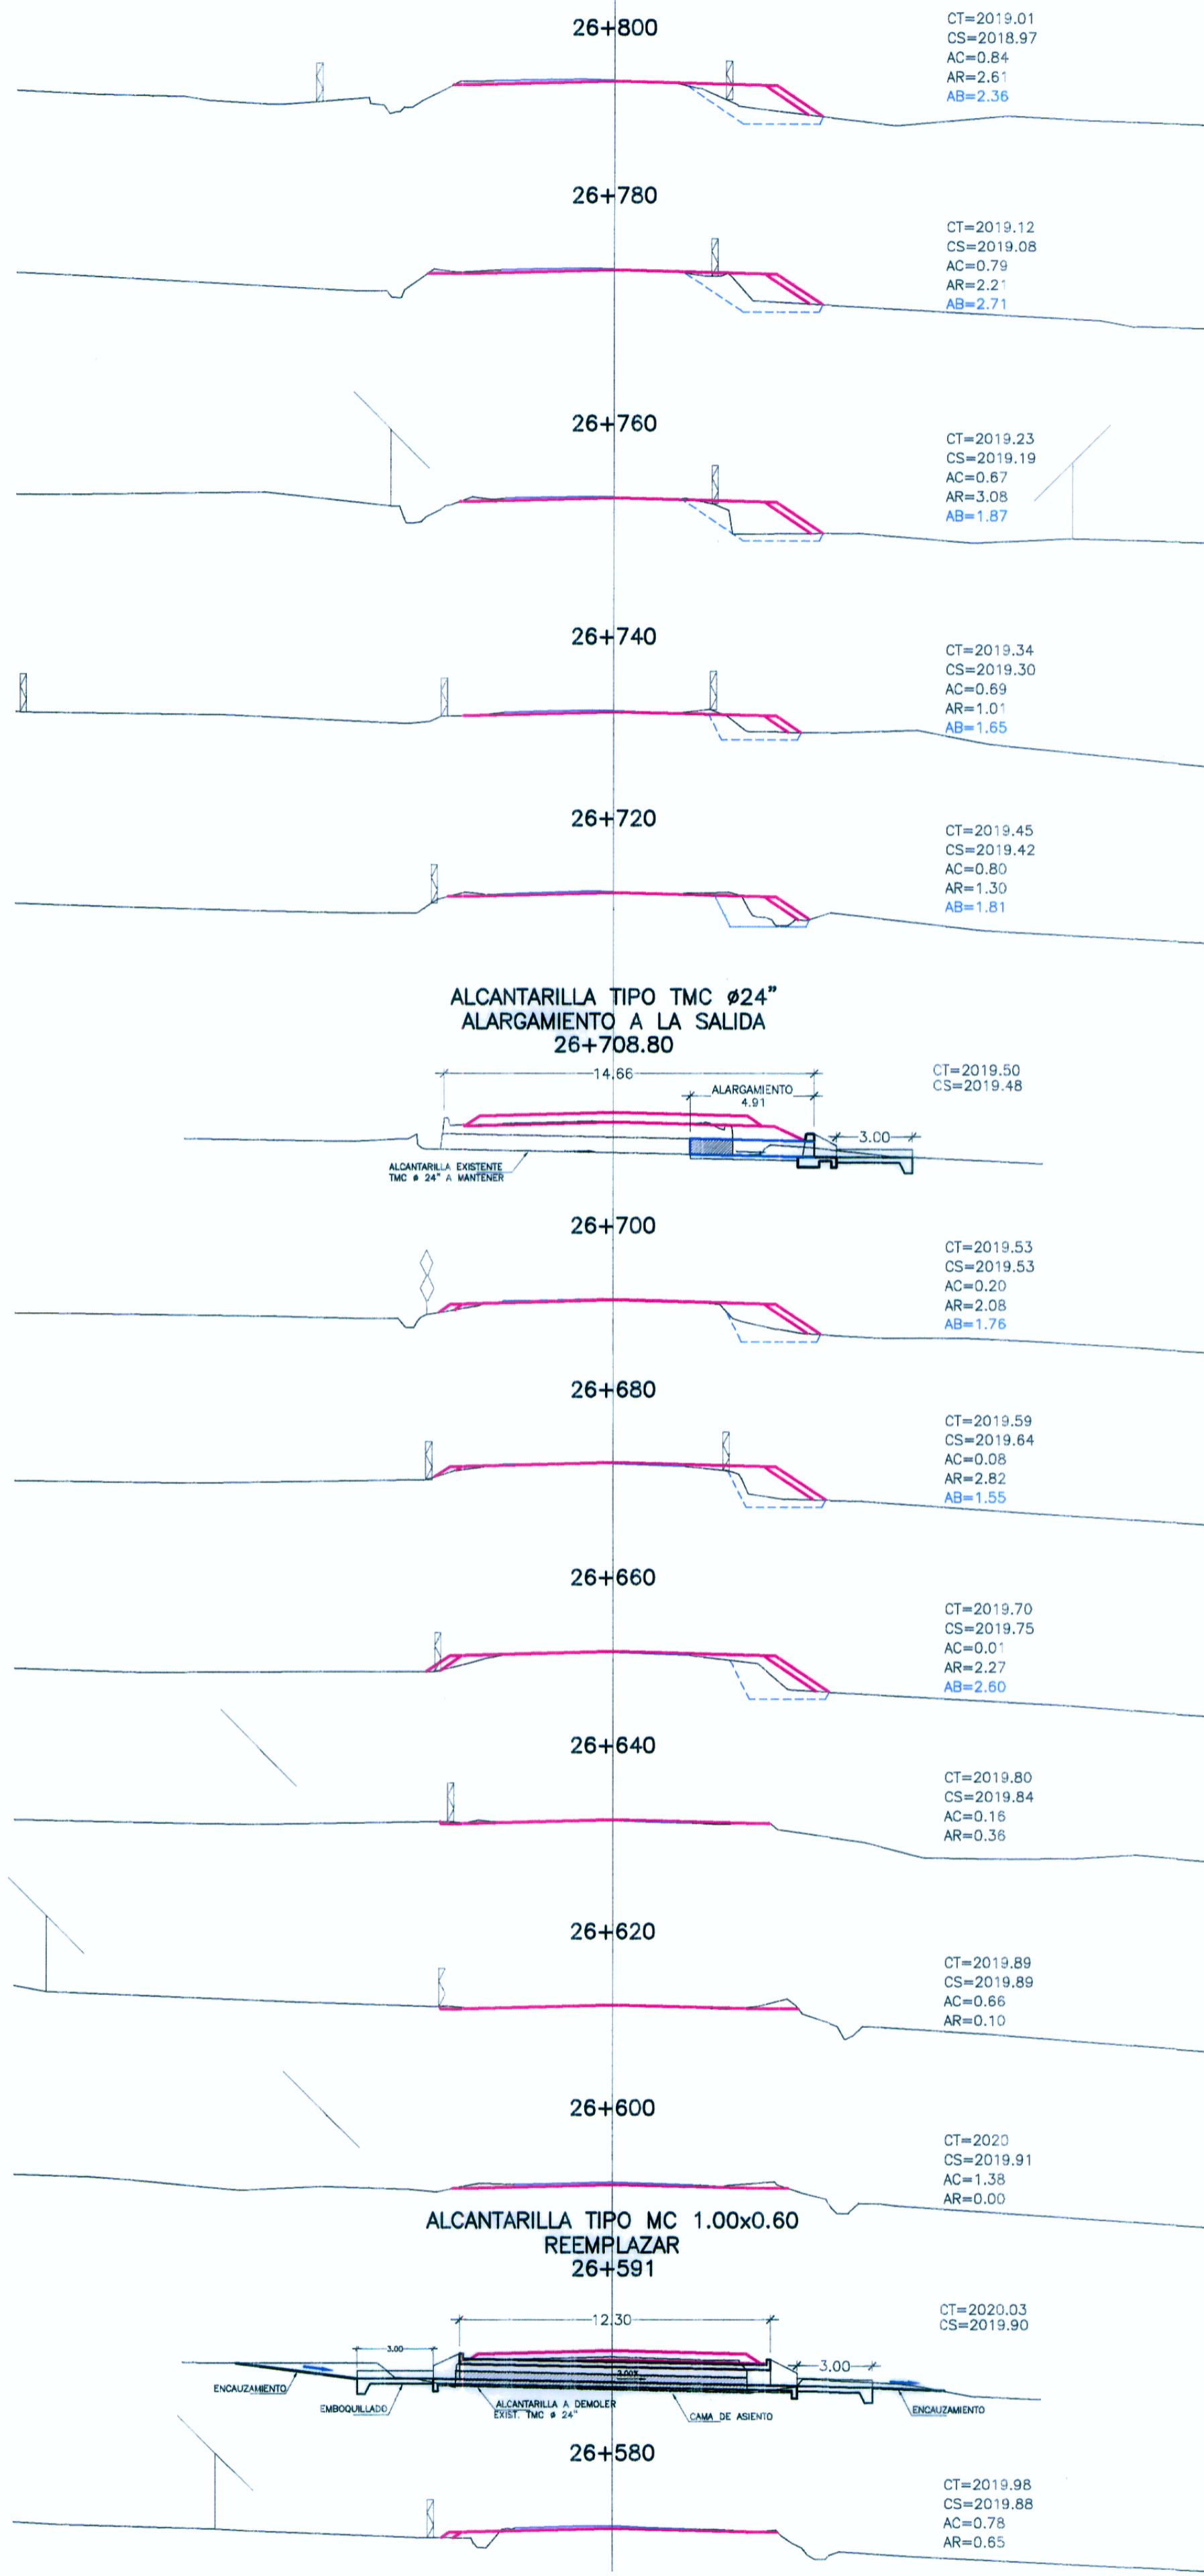 26+800
CT=2019.01
CS=2018.97
AC=0.84
AR=2.61
AB=2.36
26+780
CT=2019.12
CS=2019.08
AC=0.79
AR=2.21
AB=2.71
26+760
CT=2019.23
CS=2019.19
AC=0.67
AR=3.08
AB=1.87
26+740
CT=2019.34
CS=2019.30
AC=0.69
AR=1.01
AB=1.65
26+720
CT=2019.45
CS=2019.42
AC=0.80
AR=1.30
AB=1.81
ALCANTARILLA TIPO TMC ø24"
ALARGAMIENTO A LA SALIDA
26+708.80
CT=2019.50
CS=2019.48
14.66
ALARGAMIENTO
4.91
3.00
ALCANTARILLA EXISTENTE
TMC ø 24" A MANTENER
26+700
CT=2019.53
CS=2019.53
AC=0.20
AR=2.08
AB=1.76
26+680
CT=2019.59
CS=2019.64
AC=0.08
AR=2.82
AB=1.55
26+660
CT=2019.70
CS=2019.75
AC=0.01
AR=2.27
AB=2.60
26+640
CT=2019.80
CS=2019.84
AC=0.16
AR=0.36
26+620
CT=2019.89
CS=2019.89
AC=0.66
AR=0.10
26+600
CT=2020
CS=2019.91
AC=1.38
AR=0.00
ALCANTARILLA TIPO MC 1.00x0.60
REEMPLAZAR
26+591
CT=2020.03
CS=2019.90
12.30
3.00
3.00
ENCAUZAMIENTO
EMBOQUILLADO
ALCANTARILLA A DEMOLER
EXIST. TMC ø 24"
CAMA DE ASIENTO
ENCAUZAMIENTO
26+580
CT=2019.98
CS=2019.88
AC=0.78
AR=0.65